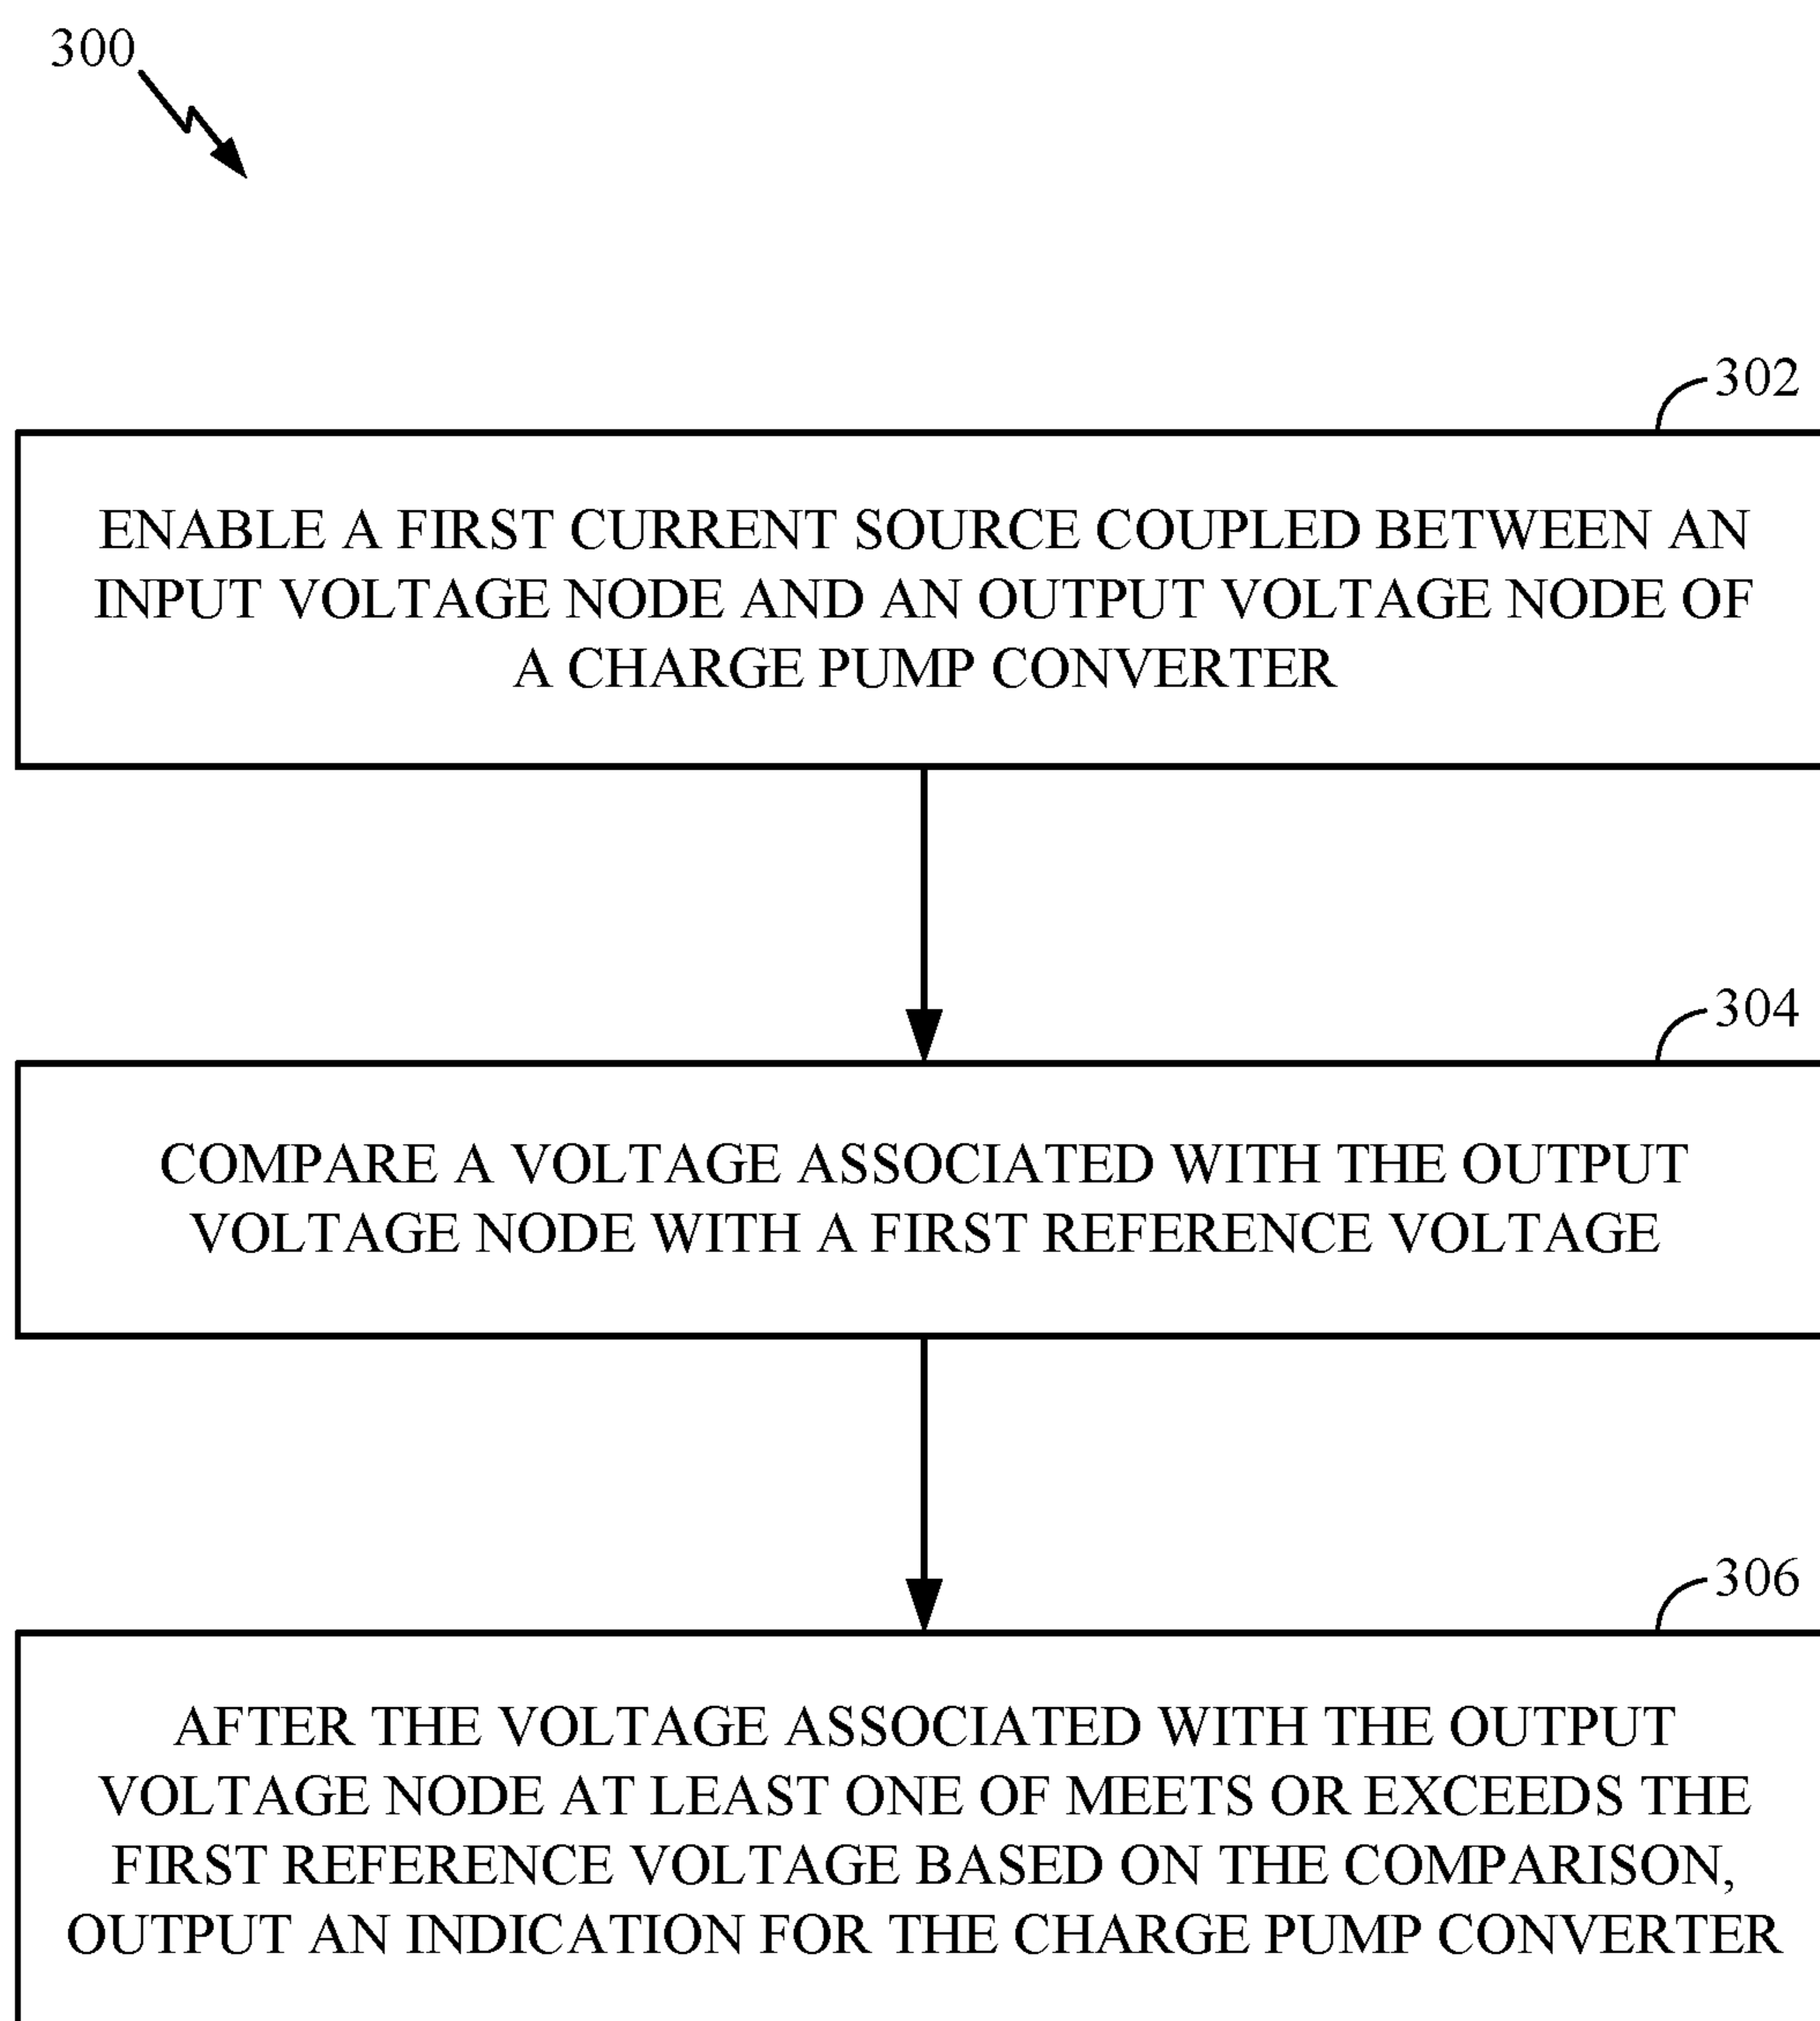 300
302
ENABLE A FIRST CURRENT SOURCE COUPLED BETWEEN AN
INPUT VOLTAGE NODE AND AN OUTPUT VOLTAGE NODE OF
A CHARGE PUMP CONVERTER
304
COMPARE A VOLTAGE ASSOCIATED WITH THE OUTPUT
VOLTAGE NODE WITH A FIRST REFERENCE VOLTAGE
306
AFTER THE VOLTAGE ASSOCIATED WITH THE OUTPUT
VOLTAGE NODE AT LEAST ONE OF MEETS OR EXCEEDS THE
FIRST REFERENCE VOLTAGE BASED ON THE COMPARISON,
OUTPUT AN INDICATION FOR THE CHARGE PUMP CONVERTER